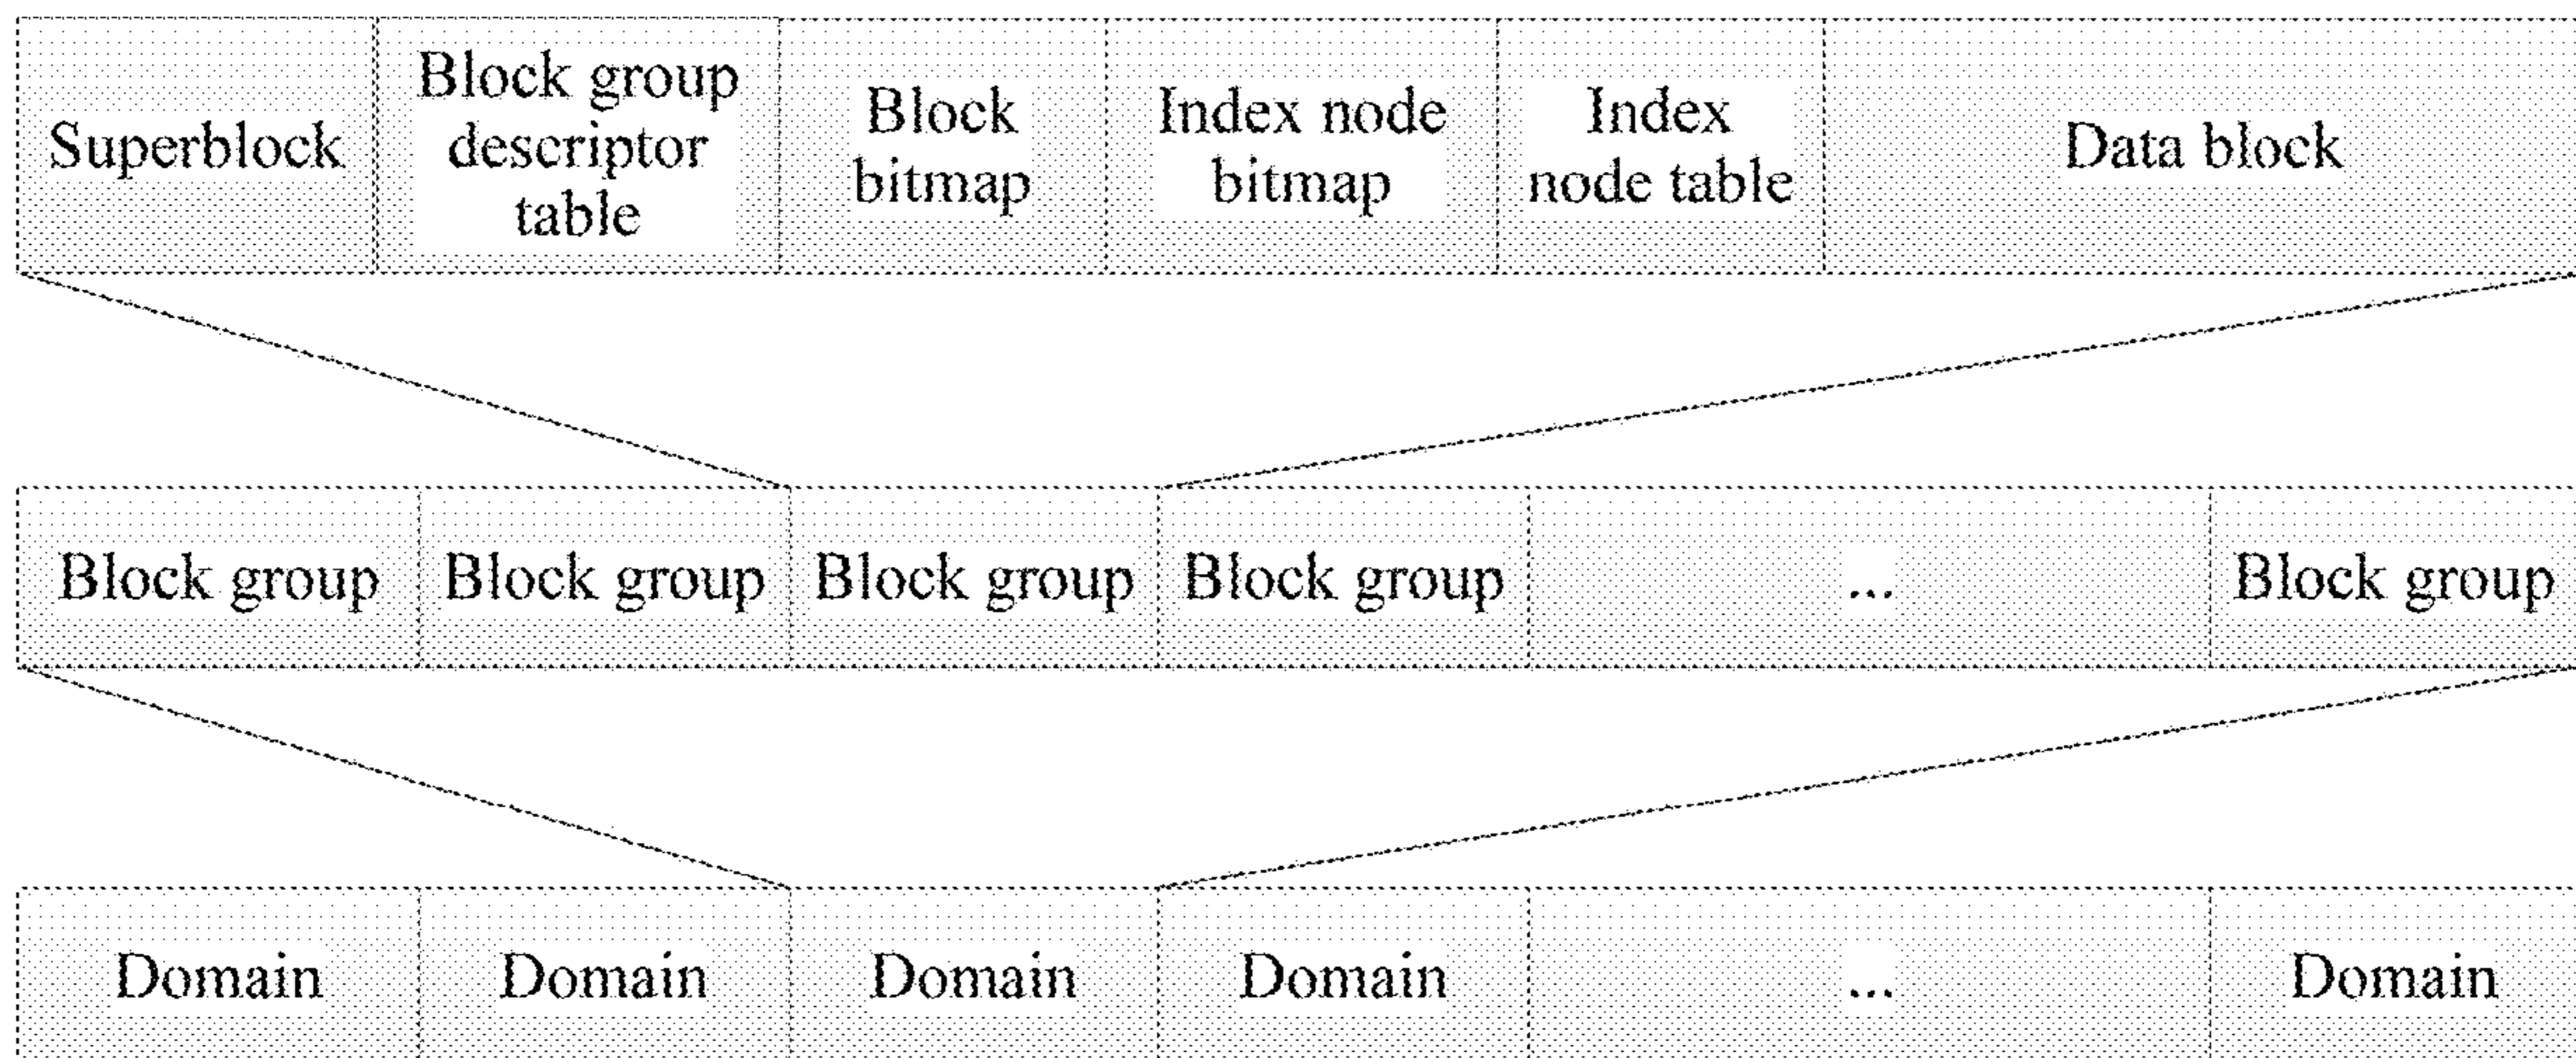 Superblock
Block group
descriptor
table
Block
bitmap
Index node
bitmap
Index
node table
Data block
Block group
Block group
Block group
Block group
...
Block group
Domain
Domain
Domain
Domain
...
Domain